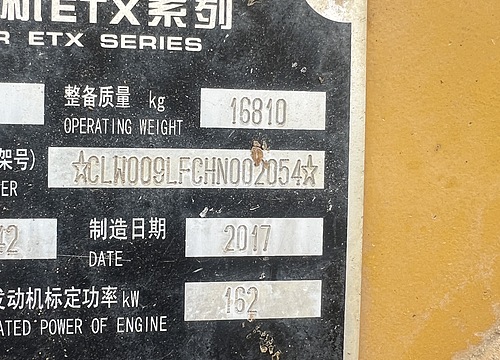 ETX系列
R ETX SERIES
整备质量 kg 16810
OPERATING WEIGHT
架号) ☆CLW009LFCHN002054☆
ER
42 制造日期 2017
DATE
发动机标定功率 kW 162
ATED POWER OF ENGINE